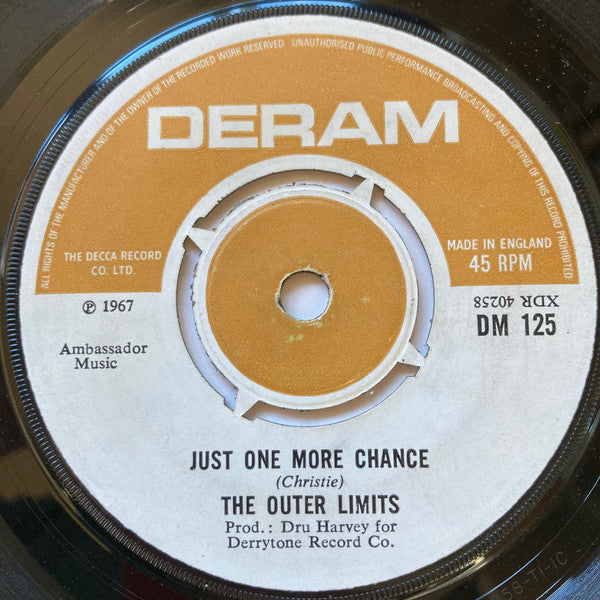 ALL RIGHTS OF THE MANUFACTURER AND OF THE OWNER OF THE RECORDED WORK RESERVED UNAUTHORISED PUBLIC PERFORMANCE BROADCASTING AND COPYING OF THIS RECORD PROHIBITED
DERAM
THE DECCA RECORD
CO. LTD.
MADE IN ENGLAND
45 RPM
℗ 1967
XDR 40258
DM 125
Ambassador
Music
JUST ONE MORE CHANCE
(Christie)
THE OUTER LIMITS
Prod.: Dru Harvey for
Derrytone Record Co.
58-T1-1C